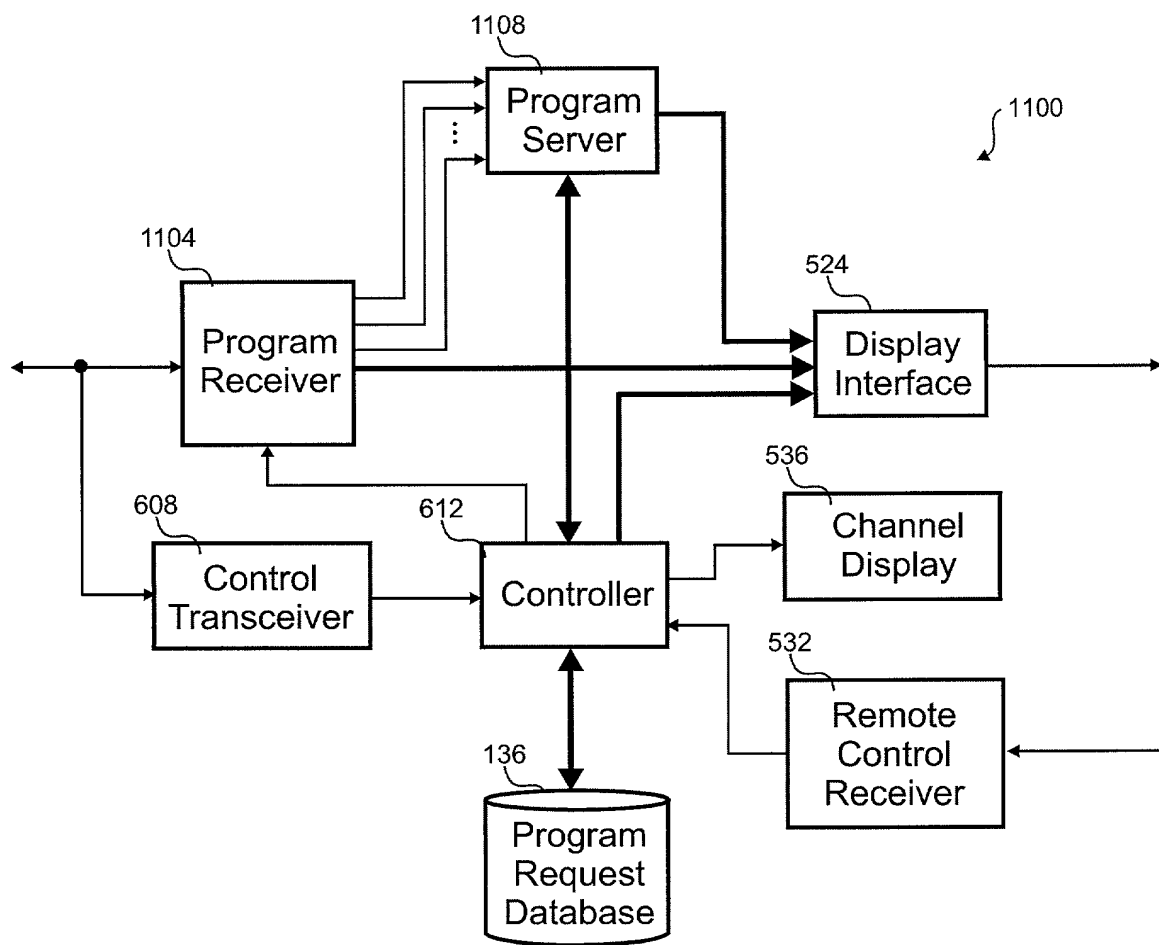 1108
Program
Server
1100
1104
Program
Receiver
524
Display
Interface
536
Channel
Display
608
Control
Transceiver
612
Controller
532
Remote
Control
Receiver
136
Program
Request
Database